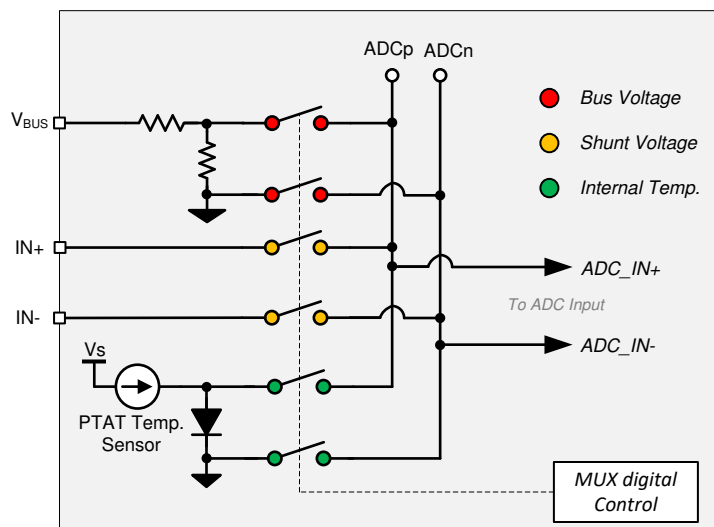 ADCp ADCn
VBUS
Bus Voltage
Shunt Voltage
Internal Temp.
IN+
ADC_IN+
To ADC Input
IN-
ADC_IN-
Vs
PTAT Temp.
Sensor
MUX digital
Control